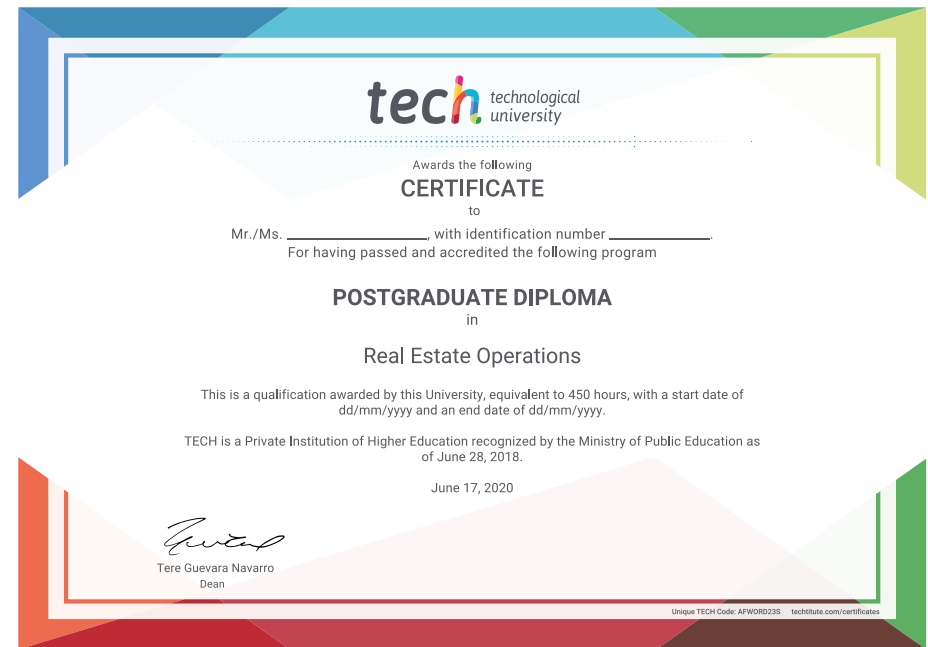 tech technological
university
Awards the following
CERTIFICATE
to
Mr./Ms. ____________________, with identification number ______________.
For having passed and accredited the following program
POSTGRADUATE DIPLOMA
in
Real Estate Operations
This is a qualification awarded by this University, equivalent to 450 hours, with a start date of
dd/mm/yyyy and an end date of dd/mm/yyyy.
TECH is a Private Institution of Higher Education recognized by the Ministry of Public Education as
of June 28, 2018.
June 17, 2020
Tere Guevara Navarro
Dean
Unique TECH Code: AFWORD23S techtitute.com/certificates